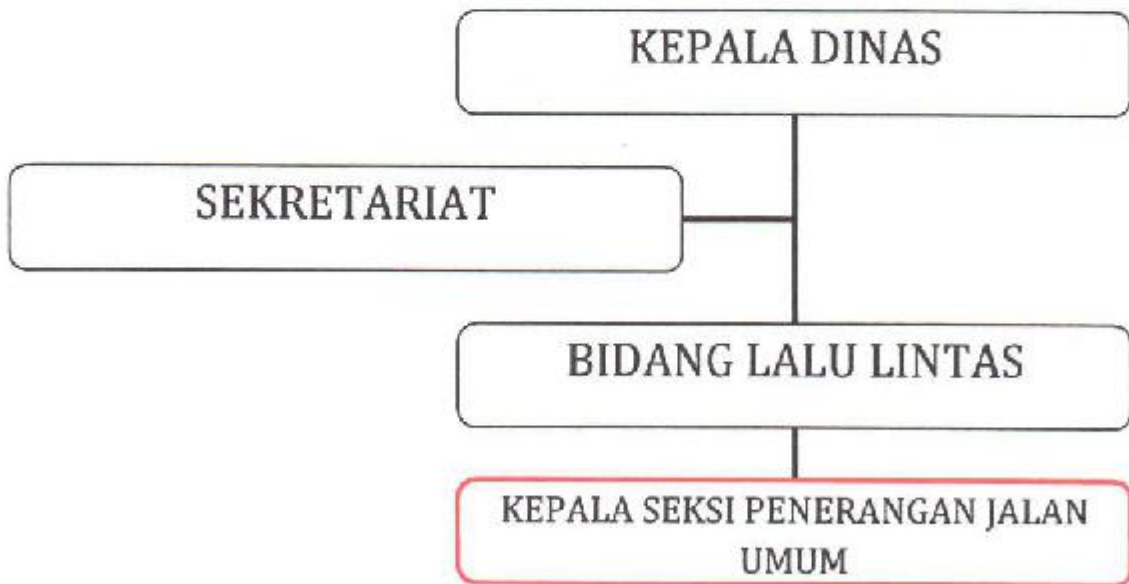 KEPALA DINAS
SEKRETARIAT
BIDANG LALU LINTAS
KEPALA SEKSI PENERANGAN JALAN
UMUM